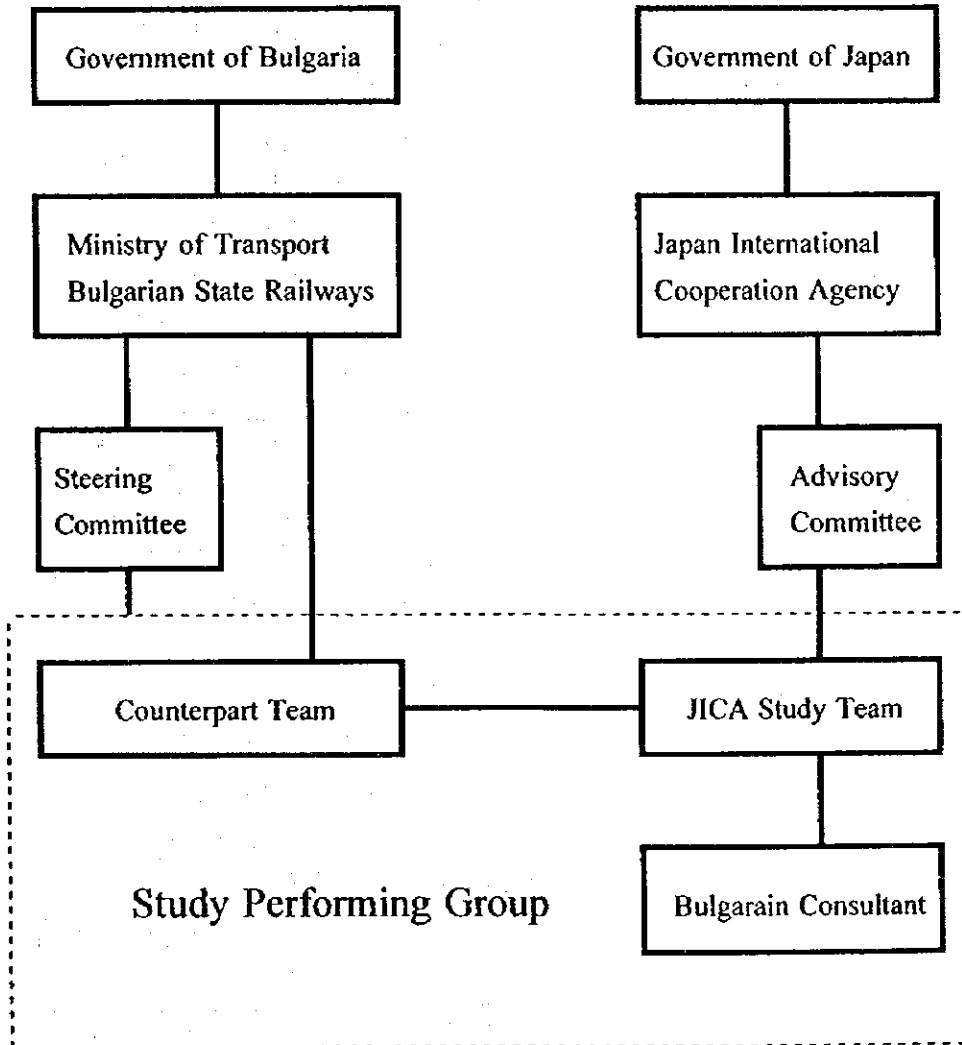 Government of Bulgaria
Government of Japan
Ministry of Transport
Bulgarian State Railways
Japan International
Cooperation Agency
Steering
Committee
Advisory
Committee
Counterpart Team
JICA Study Team
Study Performing Group
Bulgarain Consultant